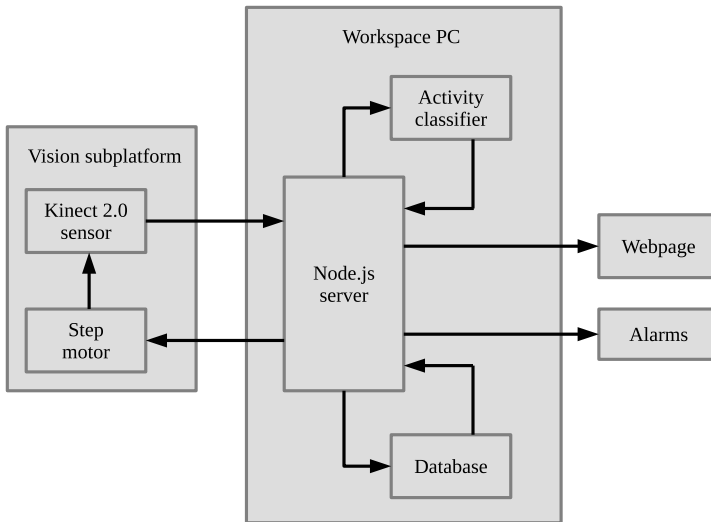 Workspace PC
Activity
classifier
Vision subplatform
Kinect 2.0
sensor
Node.js
server
Webpage
Step
motor
Alarms
Database